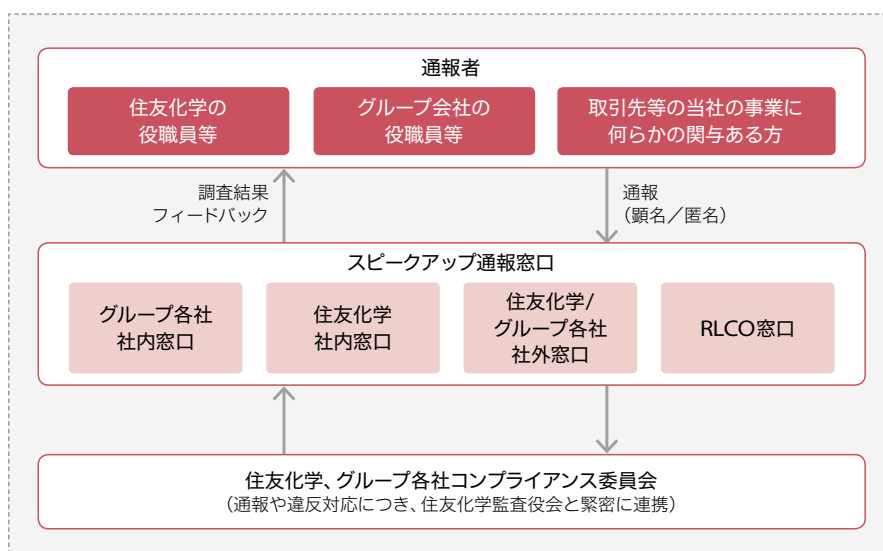 通報者
住友化学の
役職員等
グループ会社の
役職員等
取引先等の当社の事業に
何らかの関与ある方
調査結果
フィードバック
通報
（顕名／匿名）
スピークアップ通報窓口
グループ各社
社内窓口
住友化学
社内窓口
住友化学/
グループ各社
社外窓口
RLCO窓口
住友化学、グループ各社コンプライアンス委員会
（通報や違反対応につき、住友化学監査役会と緊密に連携）